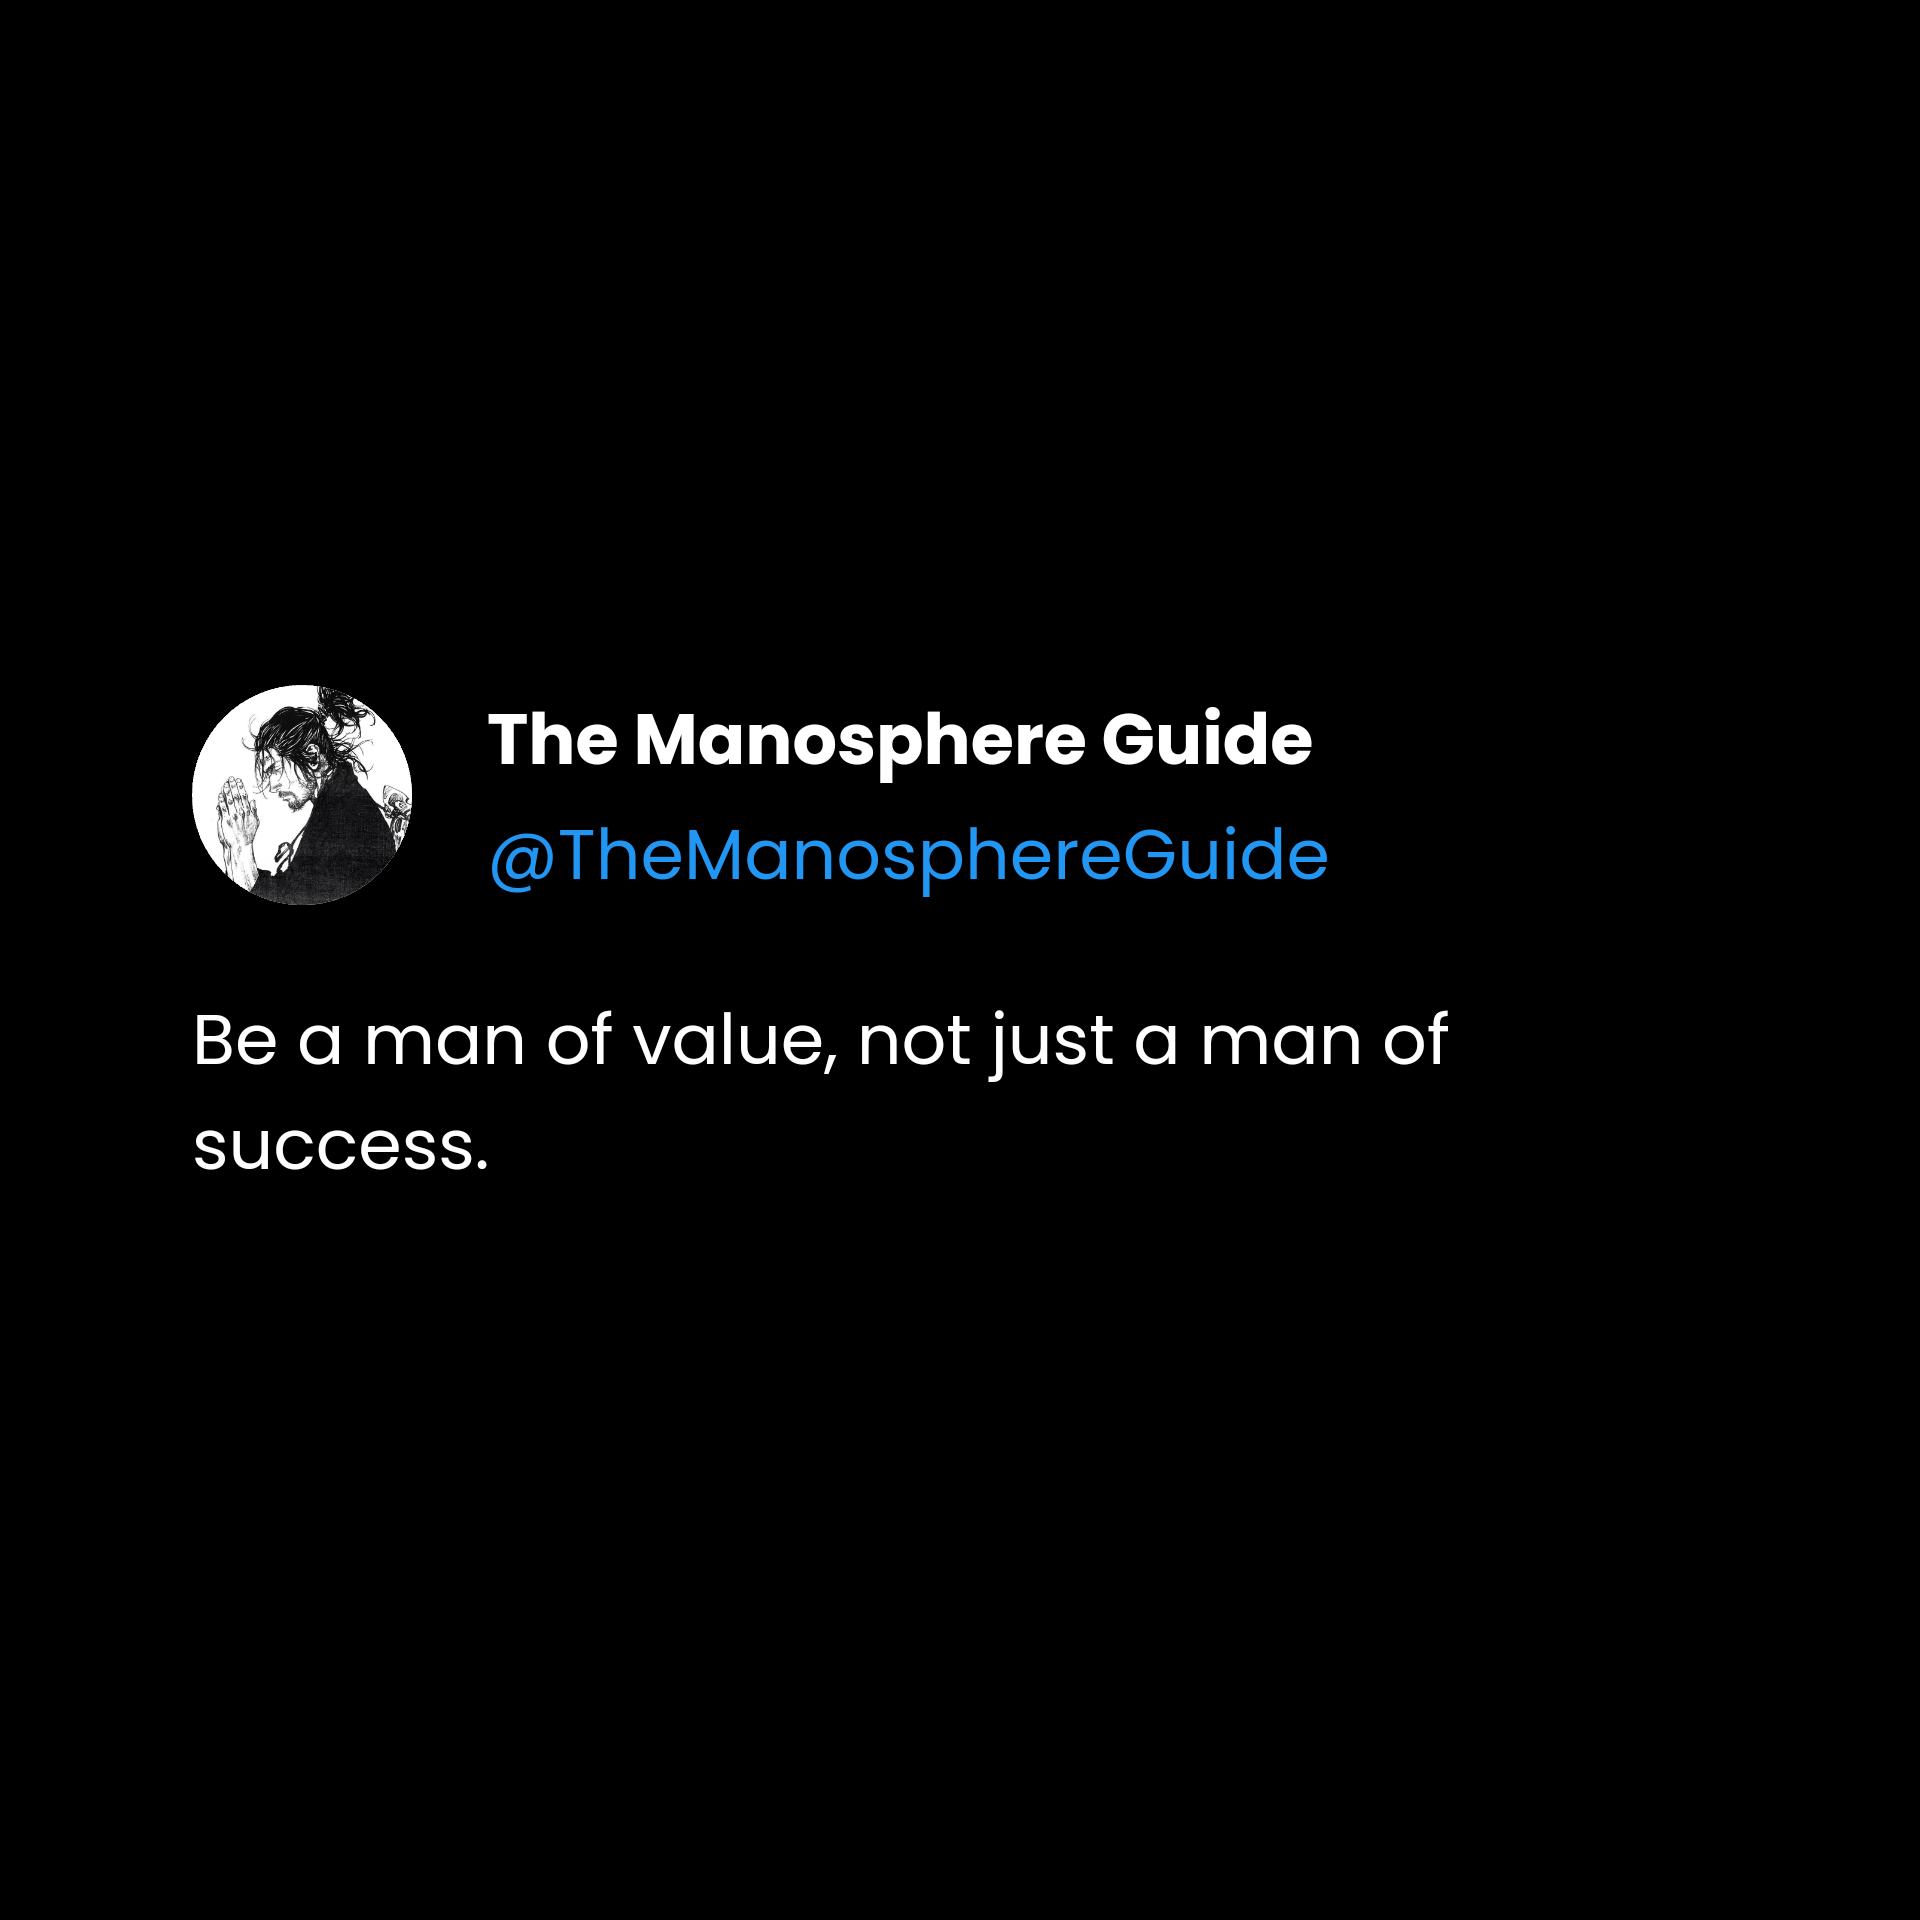 The Manosphere Guide
@TheManosphereGuide
Be a man of value, not just a man of
success.